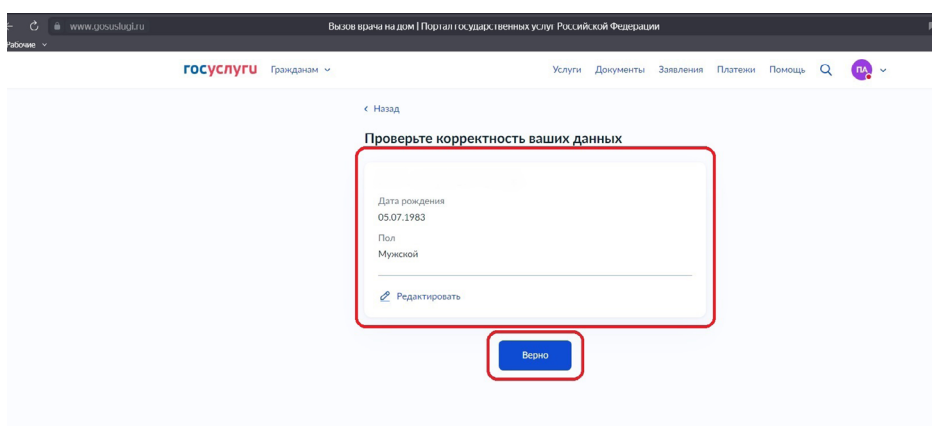 www.gosuslugi.ru
Вызов врача на дом | Портал государственных услуг Российской Федерации
Рабочие
госуслуги Гражданам Услуги Документы Заявления Платежи Помощь ПЛ
Назад
Проверьте корректность ваших данных
Дата рождения
05.07.1983
Пол
Мужской
Редактировать
Верно